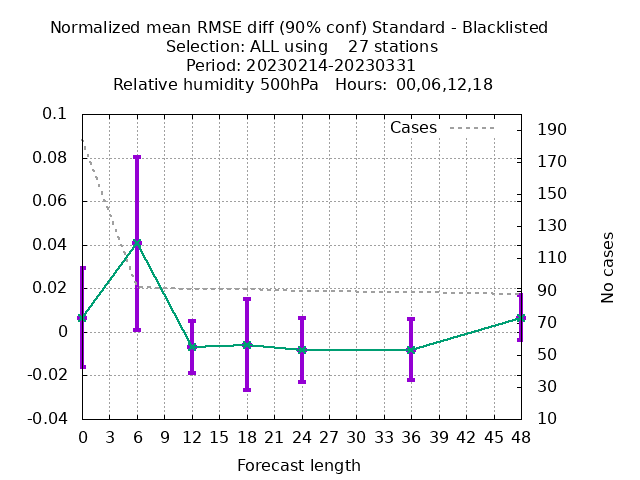 Normalized mean RMSE diff (90% conf) Standard - Blacklisted
Selection: ALL using    27 stations
Period: 20230214-20230331
Relative humidity 500hPa   Hours: 00,06,12,18
Cases
0.1
0.08
0.06
0.04
0.02
0
-0.02
-0.04
190
170
150
130
110
90
70
50
30
10
No cases
0 3 6 9 12 15 18 21 24 27 30 33 36 39 42 45 48
Forecast length